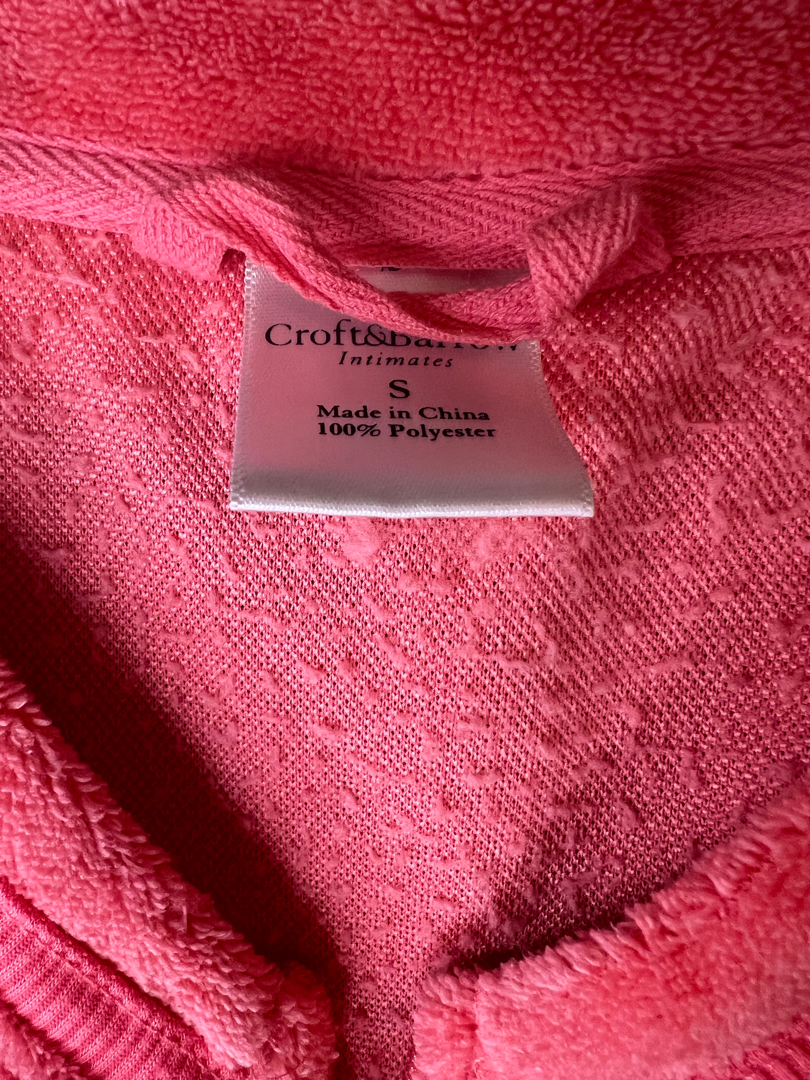 Croft&Barrow
Intimates
S
Made in China
100% Polyester